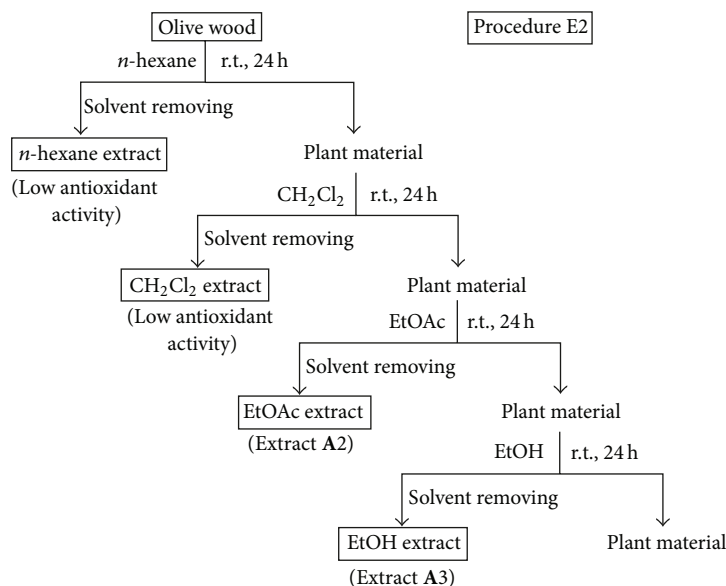 Olive wood
Procedure E2
n-hexane
r.t., 24 h
Solvent removing
n-hexane extract
Plant material
(Low antioxidant
activity)
CH₂Cl₂
r.t., 24 h
Solvent removing
CH₂Cl₂ extract
Plant material
(Low antioxidant
activity)
EtOAc
r.t., 24 h
Solvent removing
EtOAc extract
Plant material
(Extract A2)
EtOH
r.t., 24 h
Solvent removing
EtOH extract
Plant material
(Extract A3)